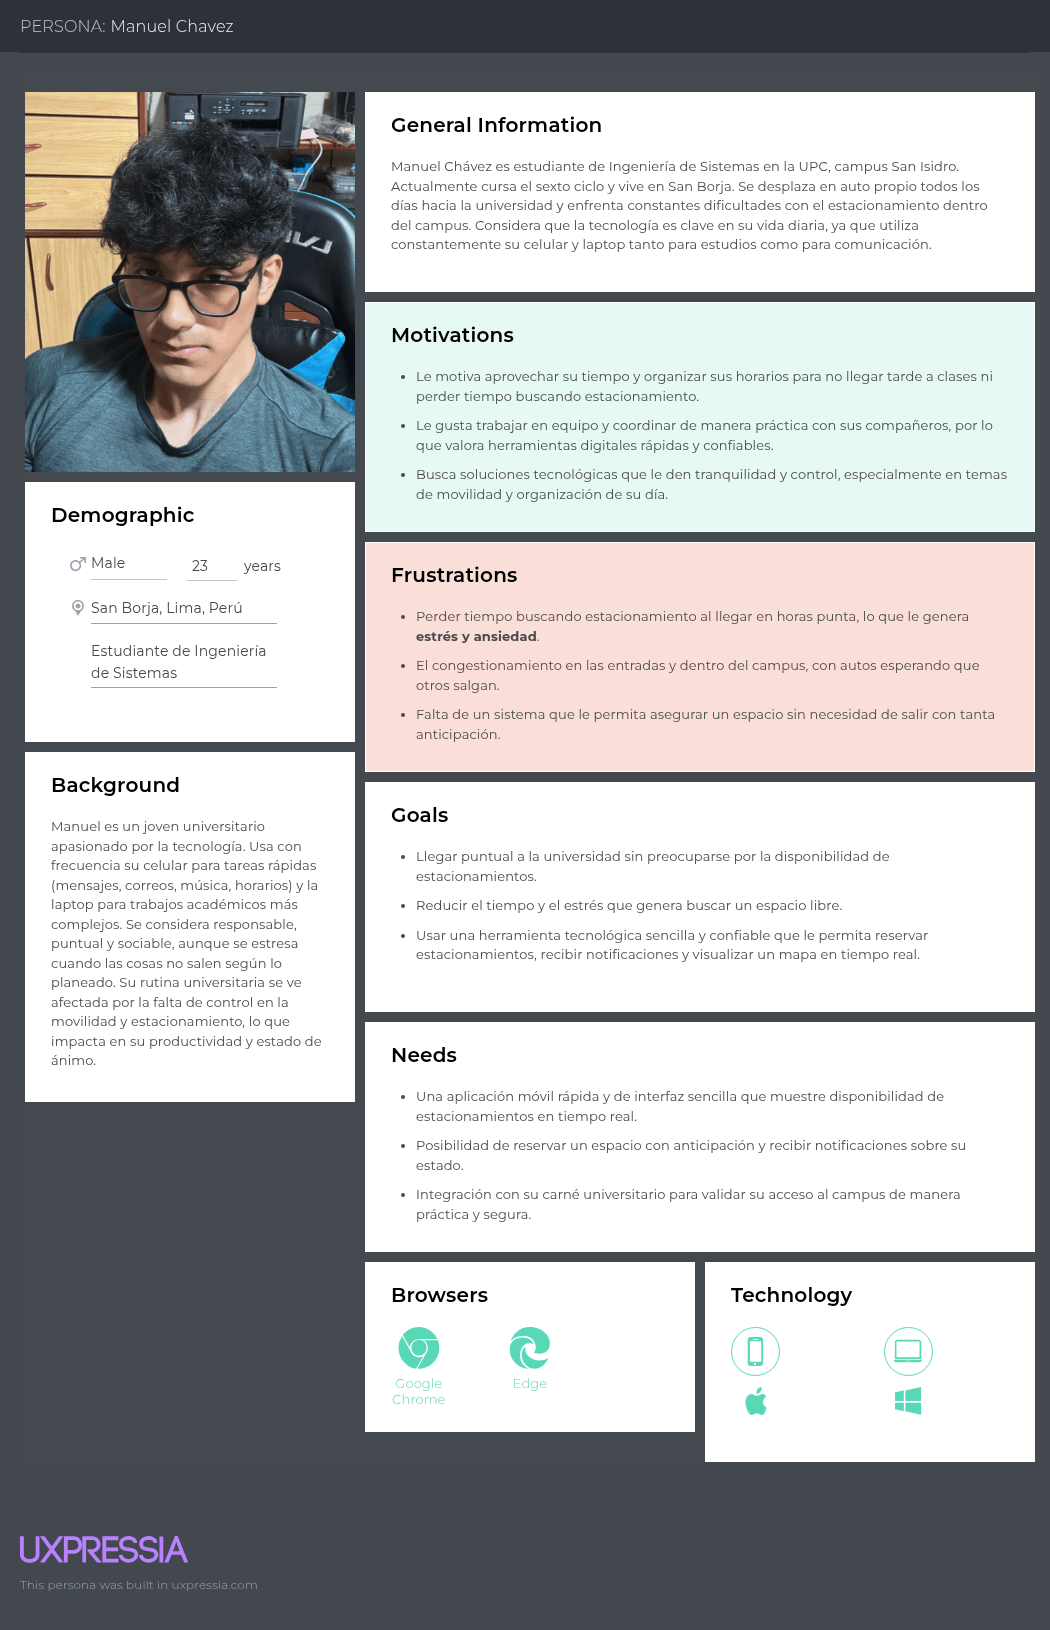 PERSONA: Manuel Chavez
General Information
Manuel Chávez es estudiante de Ingeniería de Sistemas en la UPC, campus San Isidro.
Actualmente cursa el sexto ciclo y vive en San Borja. Se desplaza en auto propio todos los
días hacia la universidad y enfrenta constantes dificultades con el estacionamiento dentro
del campus. Considera que la tecnología es clave en su vida diaria, ya que utiliza
constantemente su celular y laptop tanto para estudios como para comunicación.
Motivations
• Le motiva aprovechar su tiempo y organizar sus horarios para no llegar tarde a clases ni
perder tiempo buscando estacionamiento.
• Le gusta trabajar en equipo y coordinar de manera práctica con sus compañeros, por lo
que valora herramientas digitales rápidas y confiables.
• Busca soluciones tecnológicas que le den tranquilidad y control, especialmente en temas
de movilidad y organización de su día.
Demographic
Male 23 years
San Borja, Lima, Perú
Estudiante de Ingeniería
de Sistemas
Frustrations
• Perder tiempo buscando estacionamiento al llegar en horas punta, lo que le genera
estrés y ansiedad.
• El congestionamiento en las entradas y dentro del campus, con autos esperando que
otros salgan.
• Falta de un sistema que le permita asegurar un espacio sin necesidad de salir con tanta
anticipación.
Background
Manuel es un joven universitario
apasionado por la tecnología. Usa con
frecuencia su celular para tareas rápidas
(mensajes, correos, música, horarios) y la
laptop para trabajos académicos más
complejos. Se considera responsable,
puntual y sociable, aunque se estresa
cuando las cosas no salen según lo
planeado. Su rutina universitaria se ve
afectada por la falta de control en la
movilidad y estacionamiento, lo que
impacta en su productividad y estado de
ánimo.
Goals
• Llegar puntual a la universidad sin preocuparse por la disponibilidad de
estacionamientos.
• Reducir el tiempo y el estrés que genera buscar un espacio libre.
• Usar una herramienta tecnológica sencilla y confiable que le permita reservar
estacionamientos, recibir notificaciones y visualizar un mapa en tiempo real.
Needs
• Una aplicación móvil rápida y de interfaz sencilla que muestre disponibilidad de
estacionamientos en tiempo real.
• Posibilidad de reservar un espacio con anticipación y recibir notificaciones sobre su
estado.
• Integración con su carné universitario para validar su acceso al campus de manera
práctica y segura.
Browsers
Google
Chrome
Edge
Technology
UXPRESSIA
This persona was built in uxpressia.com